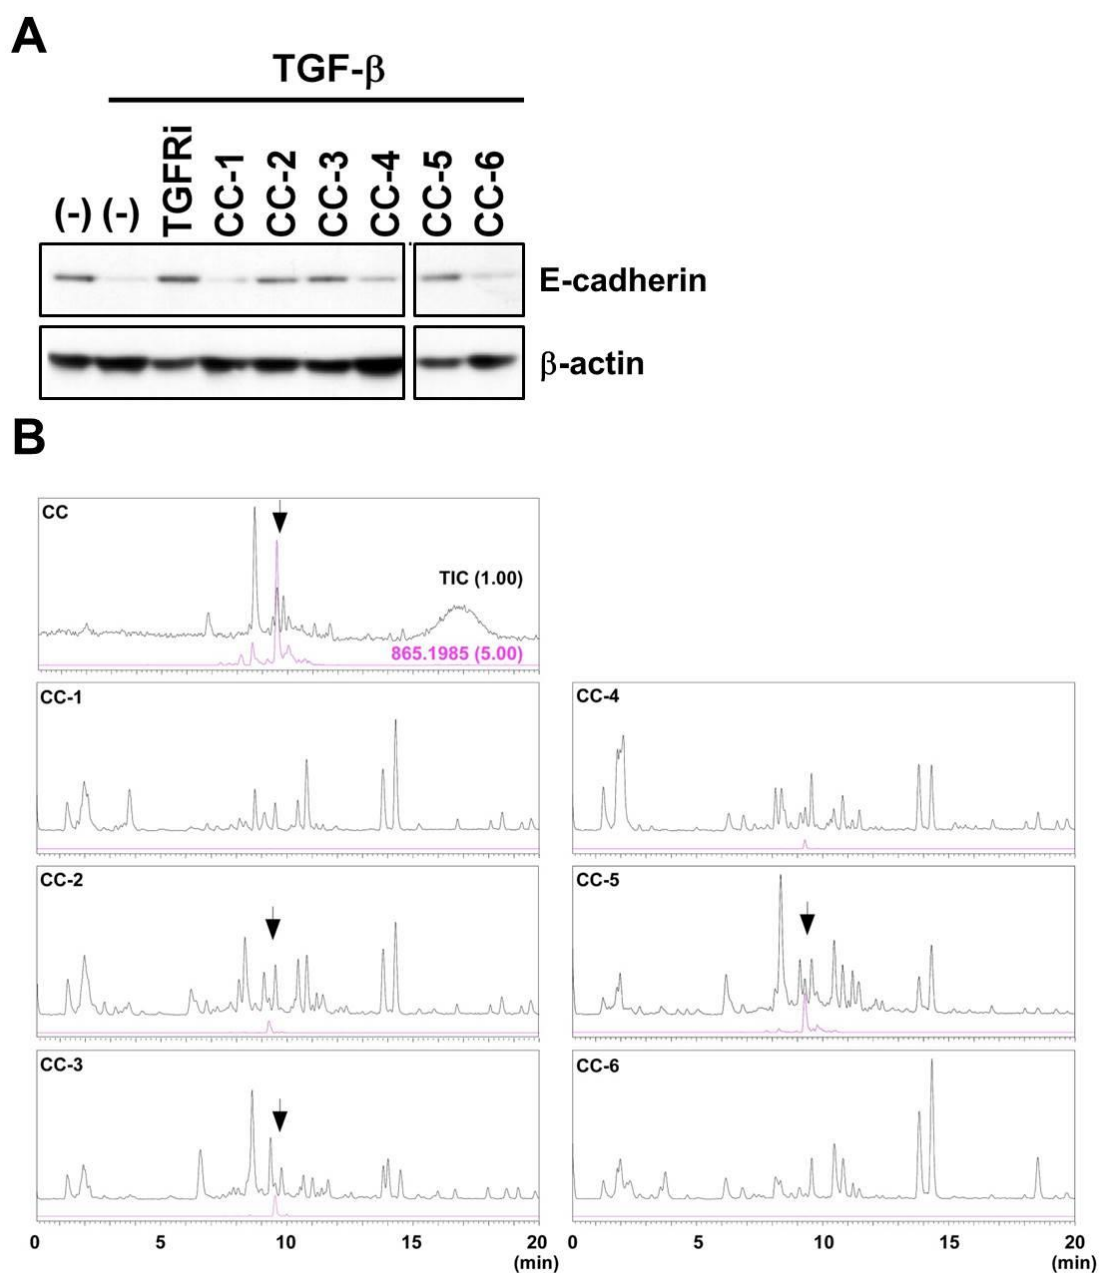 A
TGF-β
(-) (-) TGFRi CC-1 CC-2 CC-3 CC-4 CC-5 CC-6
E-cadherin
β-actin
B
CC
TIC (1.00)
865.1985 (5.00)
CC-1
CC-4
CC-2
CC-5
CC-3
CC-6
0 5 10 15 20 0 5 10 15 20
(min) (min)